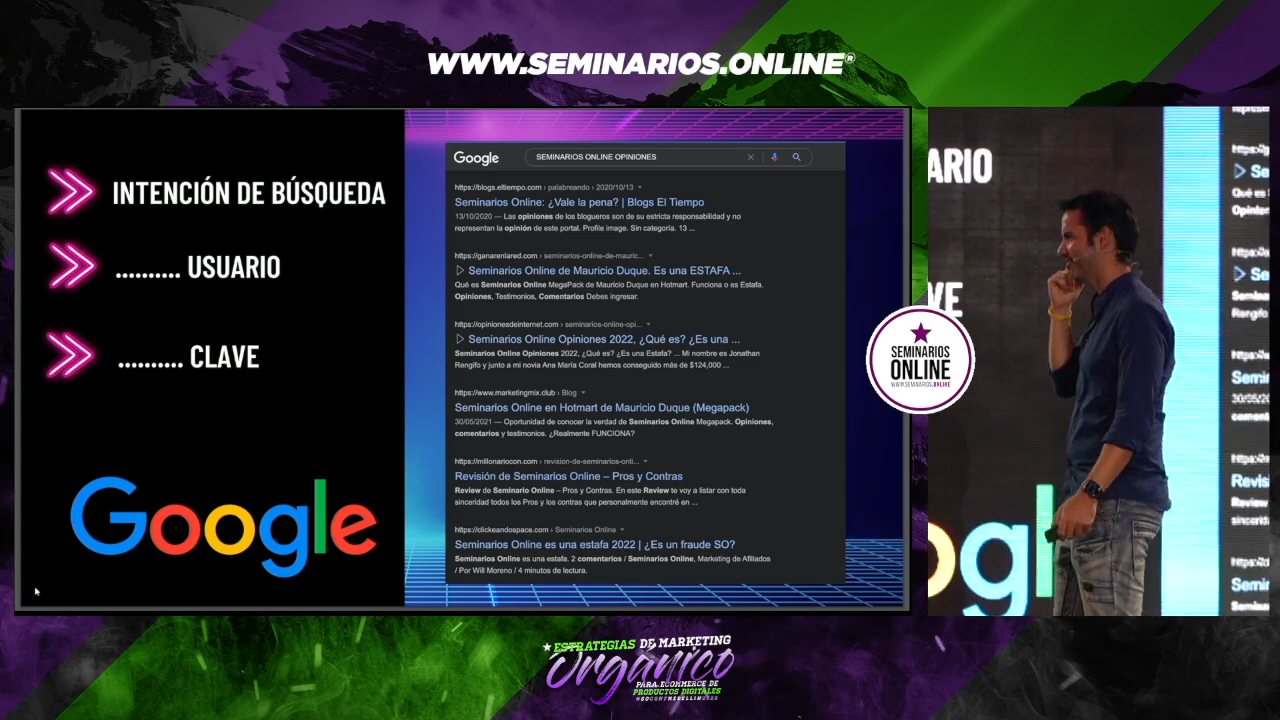 WWW.SEMINARIOS.ONLINE®
INTENCIÓN DE BÚSQUEDA
.......... USUARIO
.......... CLAVE
Google
Google
SEMINARIOS ONLINE OPINIONES
https://blogs.eltiempo.com › palabreando › 2020/10/13
Seminarios Online: ¿Vale la pena? | Blogs El Tiempo
13/10/2020 — Las opiniones de los blogueros son de su estricta responsabilidad y no
representan la opinión de este portal. Profile image. Sin categoría. 13 ...
https://ganarenlared.com › seminarios-online-de-mauric...
Seminarios Online de Mauricio Duque. Es una ESTAFA ...
Qué es Seminarios Online MegaPack de Mauricio Duque en Hotmart. Funciona o es Estafa.
Opiniones, Testimonios, Comentarios Debes ingresar.
https://opinionesdeinternet.com › seminarios-online-opi...
Seminarios Online Opiniones 2022, ¿Qué es? ¿Es una ...
Seminarios Online Opiniones 2022, ¿Qué es? ¿Es una Estafa? ... Mi nombre es Jonathan
Rengifo y junto a mi novia Ana María Coral hemos conseguido más de $124,000 ...
https://www.marketingmix.club › Blog
Seminarios Online en Hotmart de Mauricio Duque (Megapack)
30/05/2021 — Oportunidad de conocer la verdad de Seminarios Online Megapack. Opiniones,
comentarios y testimonios. ¿Realmente FUNCIONA?
https://millonariocon.com › revision-de-seminarios-onli...
Revisión de Seminarios Online – Pros y Contras
Review de Seminario Online – Pros y Contras. En este Review te voy a listar con toda
sinceridad todos los Pros y los contras que personalmente encontré en ...
https://clickeandospace.com › Seminarios Online
Seminarios Online es una estafa 2022 | ¿Es un fraude SO?
Seminarios Online es una estafa. 2 comentarios / Seminarios Online, Marketing de Afiliados
/ Por Will Moreno / 4 minutos de lectura.
ARIO
VE
ogl
SEMINARIOS
ONLINE
WWW.SEMINARIOS.ONLINE
ESTRATEGIAS DE MARKETING
Orgánico
PARA ECOMMERCE DE
PRODUCTOS DIGITALES